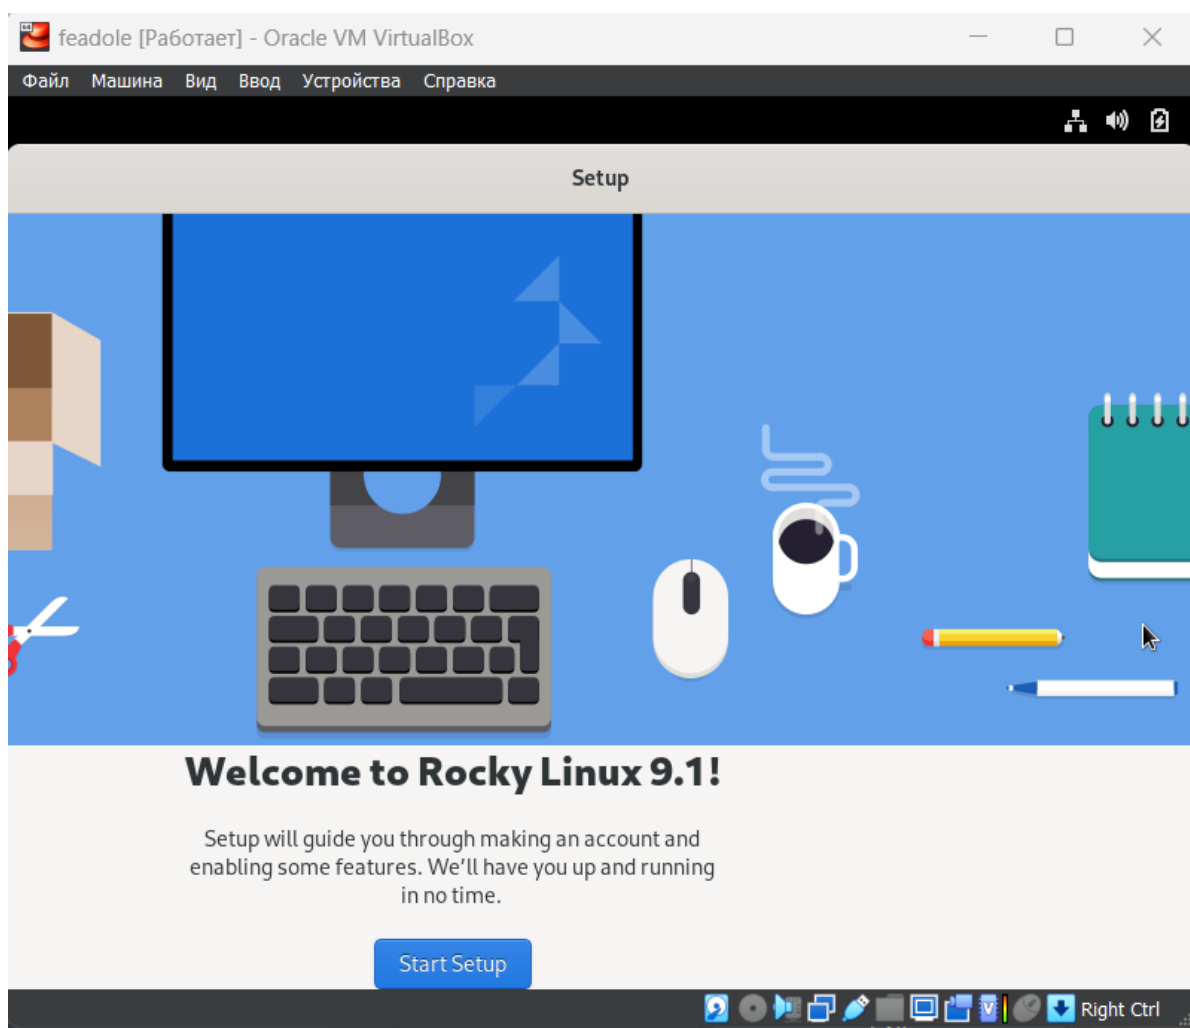 feadole [Работает] - Oracle VM VirtualBox
Файл Машина Вид Ввод Устройства Справка
Setup
Welcome to Rocky Linux 9.1!
Setup will guide you through making an account and
enabling some features. We'll have you up and running
in no time.
Start Setup
Right Ctrl